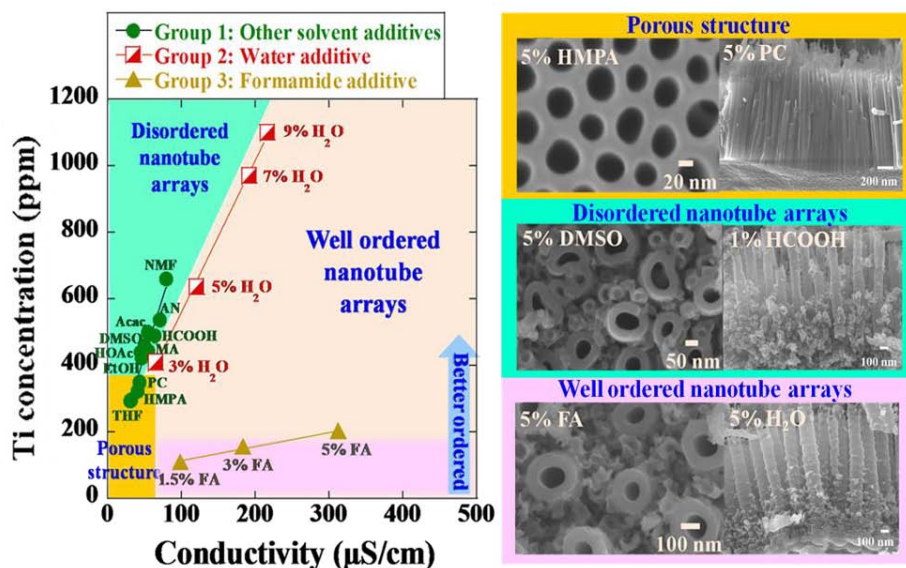 Group 1: Other solvent additives
Group 2: Water additive
Group 3: Formamide additive
Ti concentration (ppm)
1200
1000
800
600
400
200
0
Disordered
nanotube
arrays
9% H₂O
7% H₂O
Well ordered
nanotube
arrays
NMF
5% H₂O
AN
Acac
HCOOH
DMSO
MA
HOAc
EtOH
3% H₂O
PC
HMPA
THF
Porous
structure
1.5% FA
3% FA
5% FA
Better ordered
0 100 200 300 400 500
Conductivity (µS/cm)
Porous structure
5% HMPA
20 nm
5% PC
200 nm
Disordered nanotube arrays
5% DMSO
50 nm
1% HCOOH
100 nm
Well ordered nanotube arrays
5% FA
100 nm
5% H₂O
100 nm